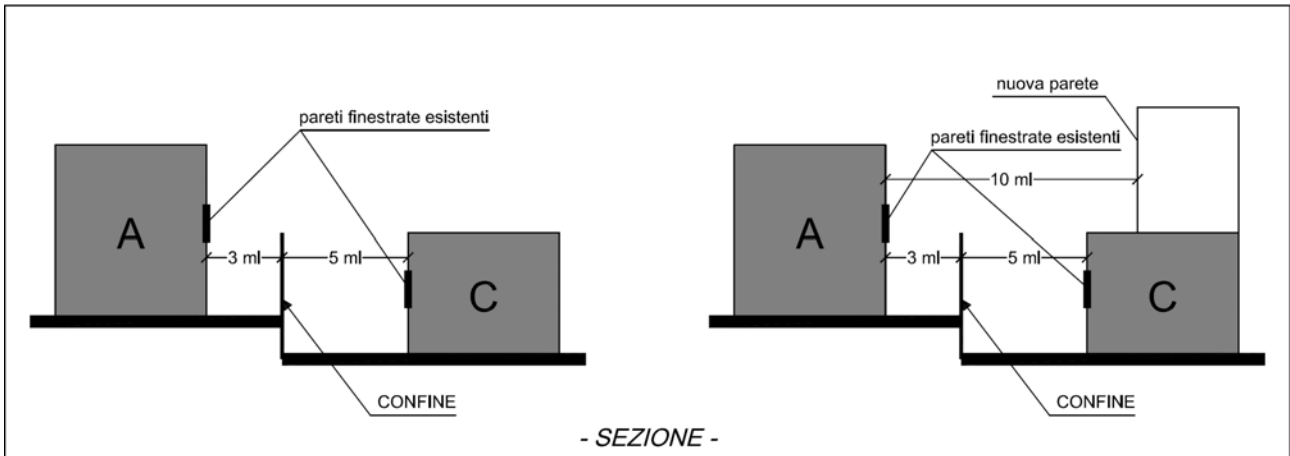 pareti finestrate esistenti
A
3 ml
5 ml
C
CONFINE
nuova parete
pareti finestrate esistenti
10 ml
A
3 ml
5 ml
C
CONFINE
- SEZIONE -